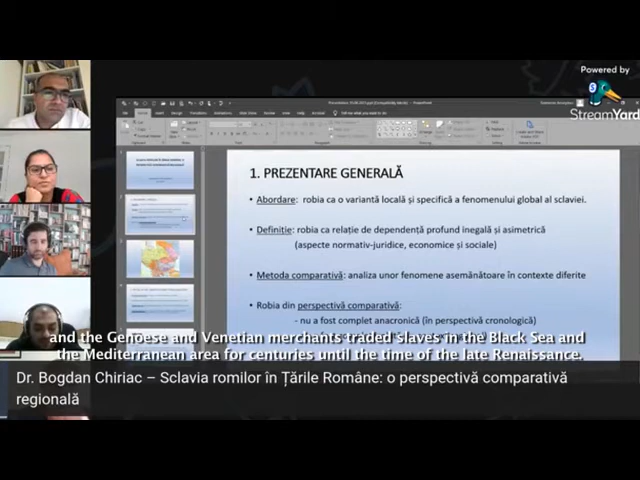 Powered by
StreamYard
1. PREZENTARE GENERALĂ
• Abordare: robia ca o variantă locală și specifică a fenomenului global al sclaviei.
• Definiție: robia ca relație de dependență profund inegală și asimetrică
(aspecte normativ-juridice, economice și sociale)
• Metoda comparativă: analiza unor fenomene asemănătoare în contexte diferite
• Robia din perspectivă comparativă:
- nu a fost complet anacronică (în perspectivă cronologică)
and the Genoese and Venetian merchants traded slaves in the Black Sea and
the Mediterranean area for centuries until the time of the late Renaissance.
Dr. Bogdan Chiriac – Sclavia romilor în Țările Române: o perspectivă comparativă
regională